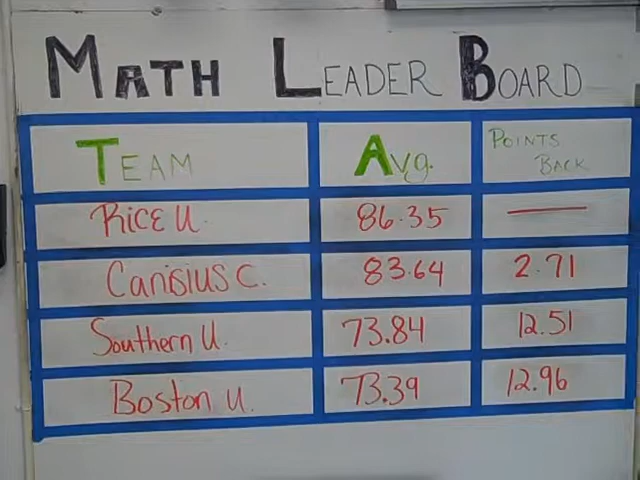 MATH LEADER BOARD
TEAM AVg. POINTS BACK
RICE U. 86.35 —
CANISIUS C. 83.64 2.71
Southern U. 73.84 12.51
Boston U. 73.39 12.96